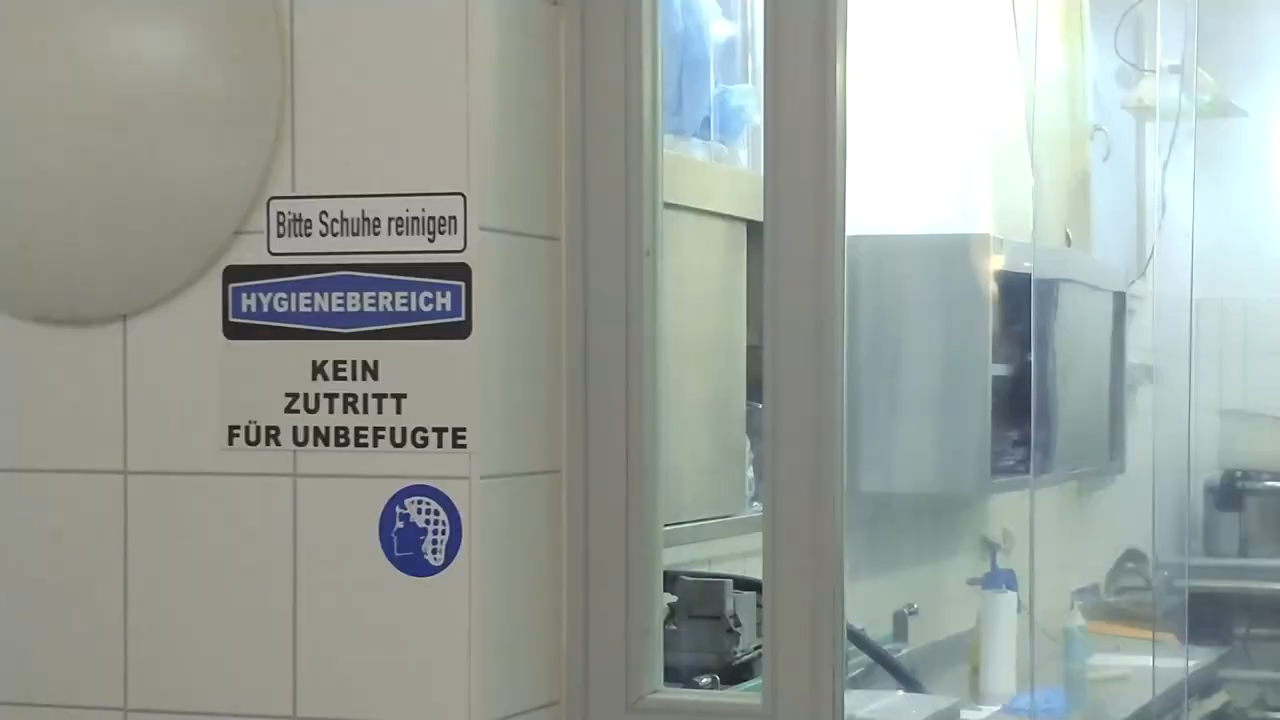 Bitte Schuhe reinigen
HYGIENEBEREICH
KEIN
ZUTRITT
FÜR UNBEFUGTE